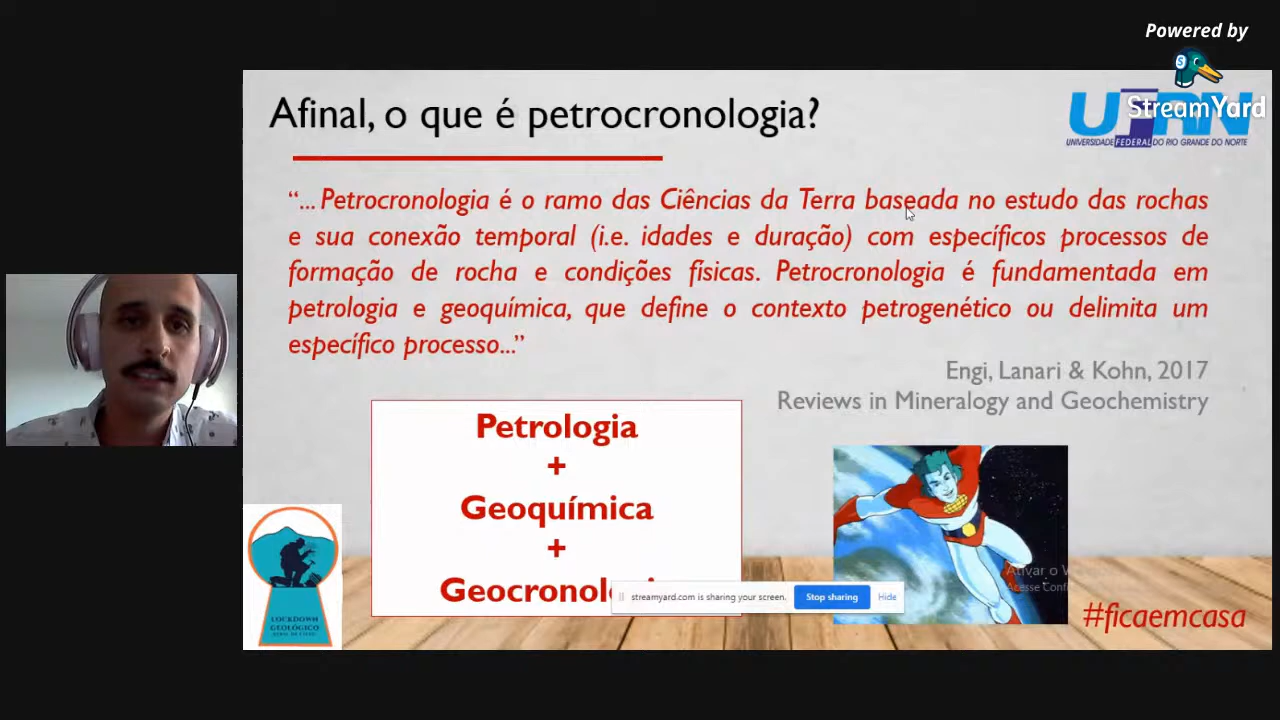 Powered by
StreamYard
Afinal, o que é petrocronologia?
UFRN
UNIVERSIDADE FEDERAL DO RIO GRANDE DO NORTE
“... Petrocronologia é o ramo das Ciências da Terra baseada no estudo das rochas
e sua conexão temporal (i.e. idades e duração) com específicos processos de
formação de rocha e condições físicas. Petrocronologia é fundamentada em
petrologia e geoquímica, que define o contexto petrogenético ou delimita um
específico processo...”
Engi, Lanari & Kohn, 2017
Reviews in Mineralogy and Geochemistry
Petrologia
+
Geoquímica
+
Geocronolo
streamyard.com is sharing your screen.
Stop sharing
Hide
Ativar o W
Acesse Confi
#ficaemcasa
LOCKDOWN
GEOLÓGICO